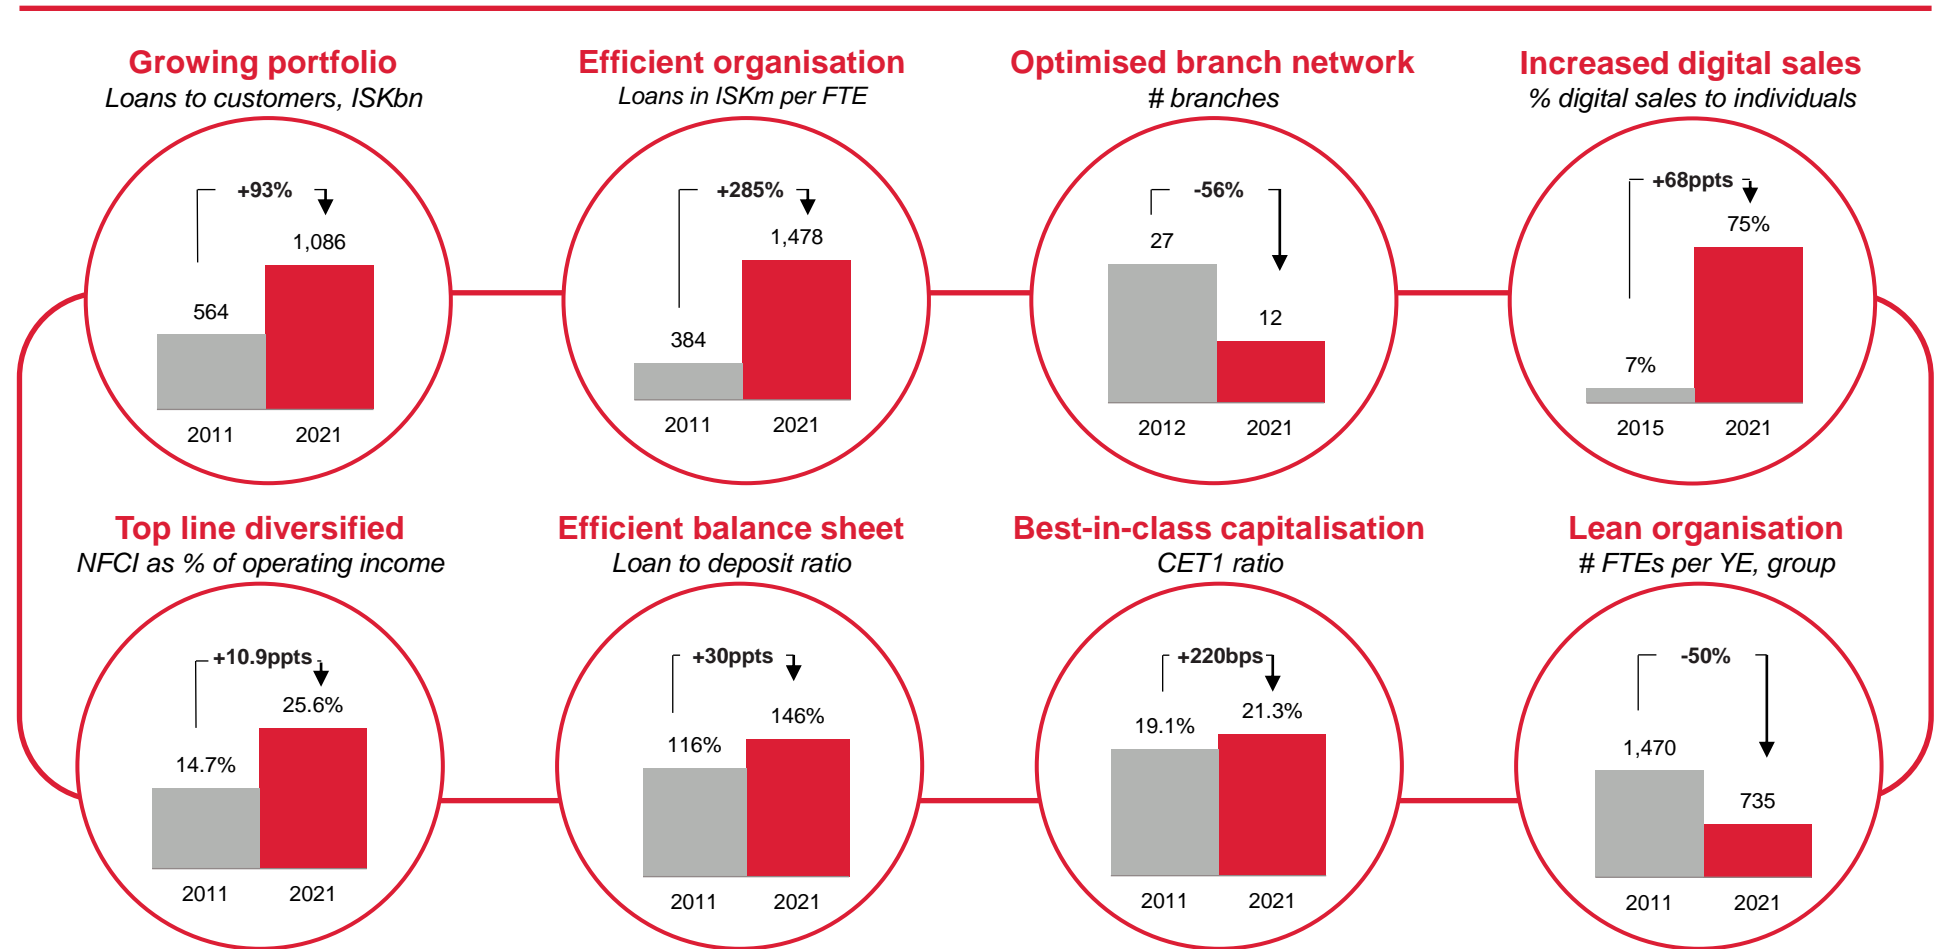 Growing portfolio
Loans to customers, ISKbn
+93%
564
1,086
2011
2021
Efficient organisation
Loans in ISKm per FTE
+285%
384
1,478
2011
2021
Optimised branch network
# branches
-56%
27
12
2012
2021
Increased digital sales
% digital sales to individuals
+68ppts
7%
75%
2015
2021
Top line diversified
NFCI as % of operating income
+10.9ppts
14.7%
25.6%
2011
2021
Efficient balance sheet
Loan to deposit ratio
+30ppts
116%
146%
2011
2021
Best-in-class capitalisation
CET1 ratio
+220bps
19.1%
21.3%
2011
2021
Lean organisation
# FTEs per YE, group
-50%
1,470
735
2011
2021